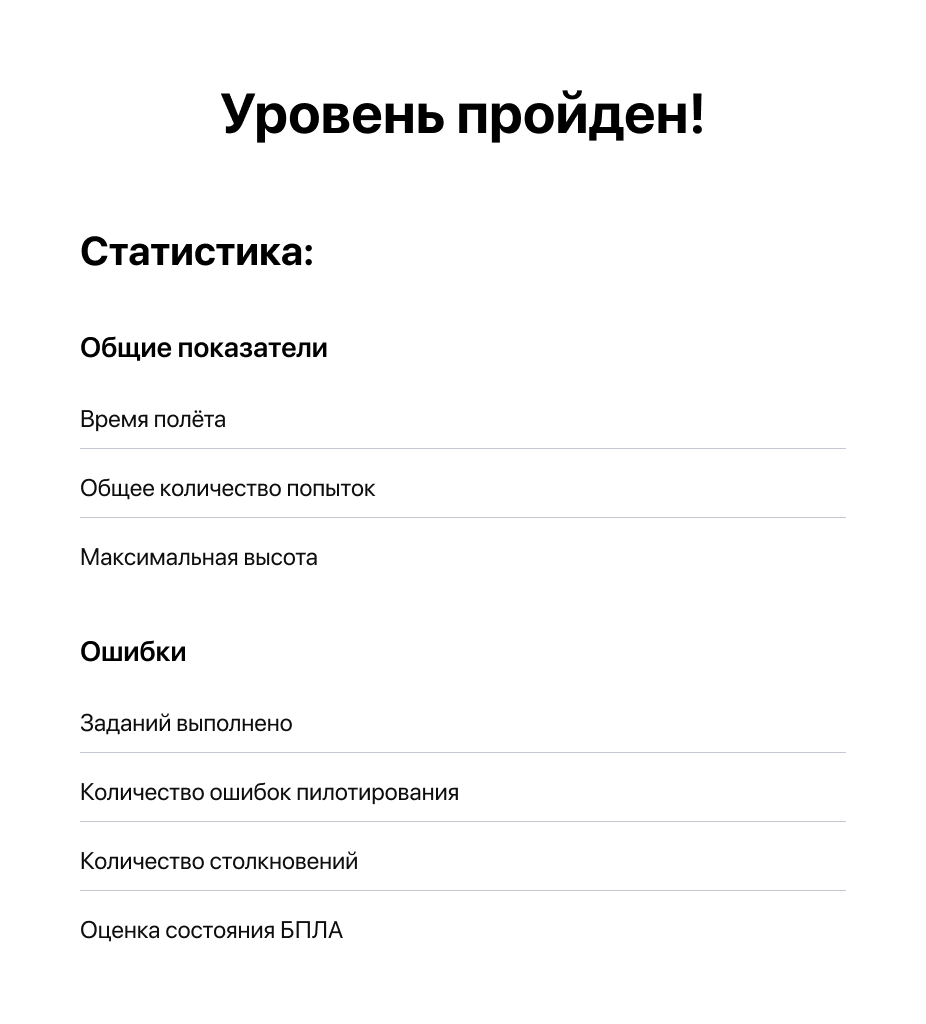 Уровень пройден!
Статистика:
Общие показатели
Время полёта
Общее количество попыток
Максимальная высота
Ошибки
Заданий выполнено
Количество ошибок пилотирования
Количество столкновений
Оценка состояния БПЛА